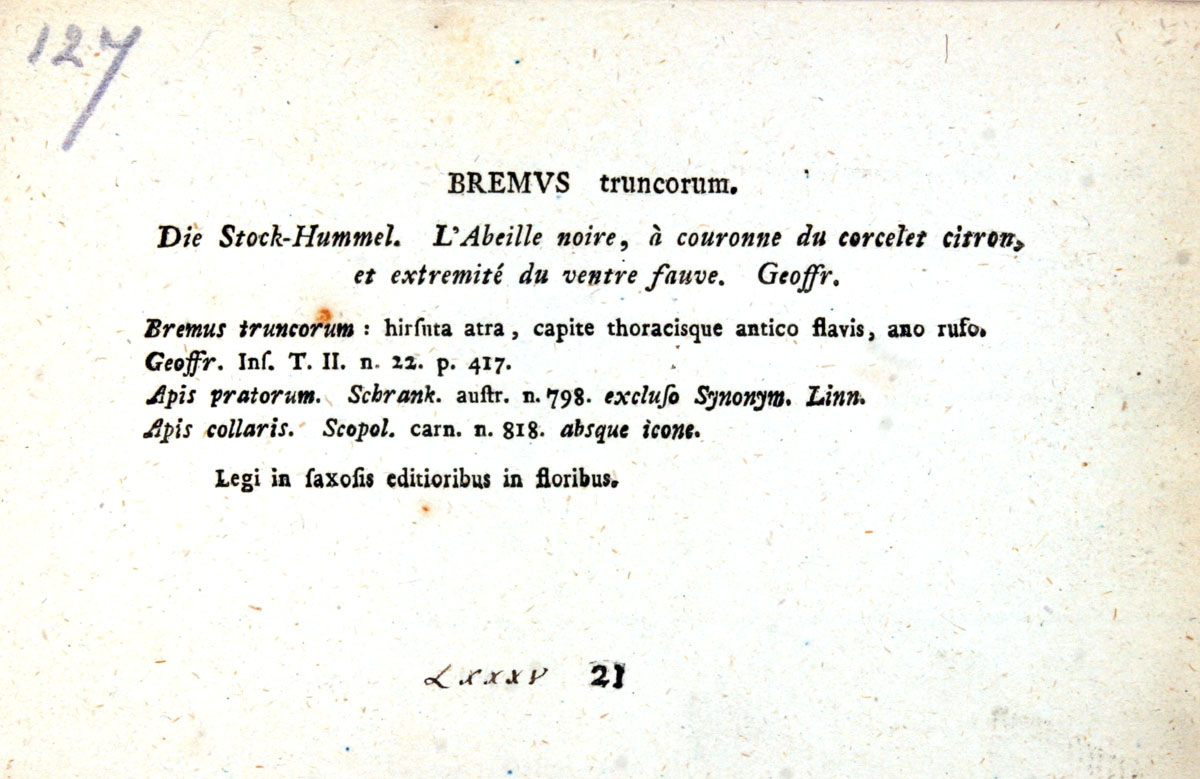 127
BREMVS truncorum.
Die Stock-Hummel. L'Abeille noire, à couronne du corcelet citron,
et extremité du ventre fauve. Geoffr.
Bremus truncorum : hirſuta atra, capite thoracisque antico flavis, ano rufo.
Geoffr. Inſ. T. II. n. 22. p. 417.
Apis pratorum. Schrank. auſtr. n. 798. excluſo Synonym. Linn.
Apis collaris. Scopol. carn. n. 818. absque icone.
Legi in ſaxoſis editioribus in floribus.
LXXXV 21